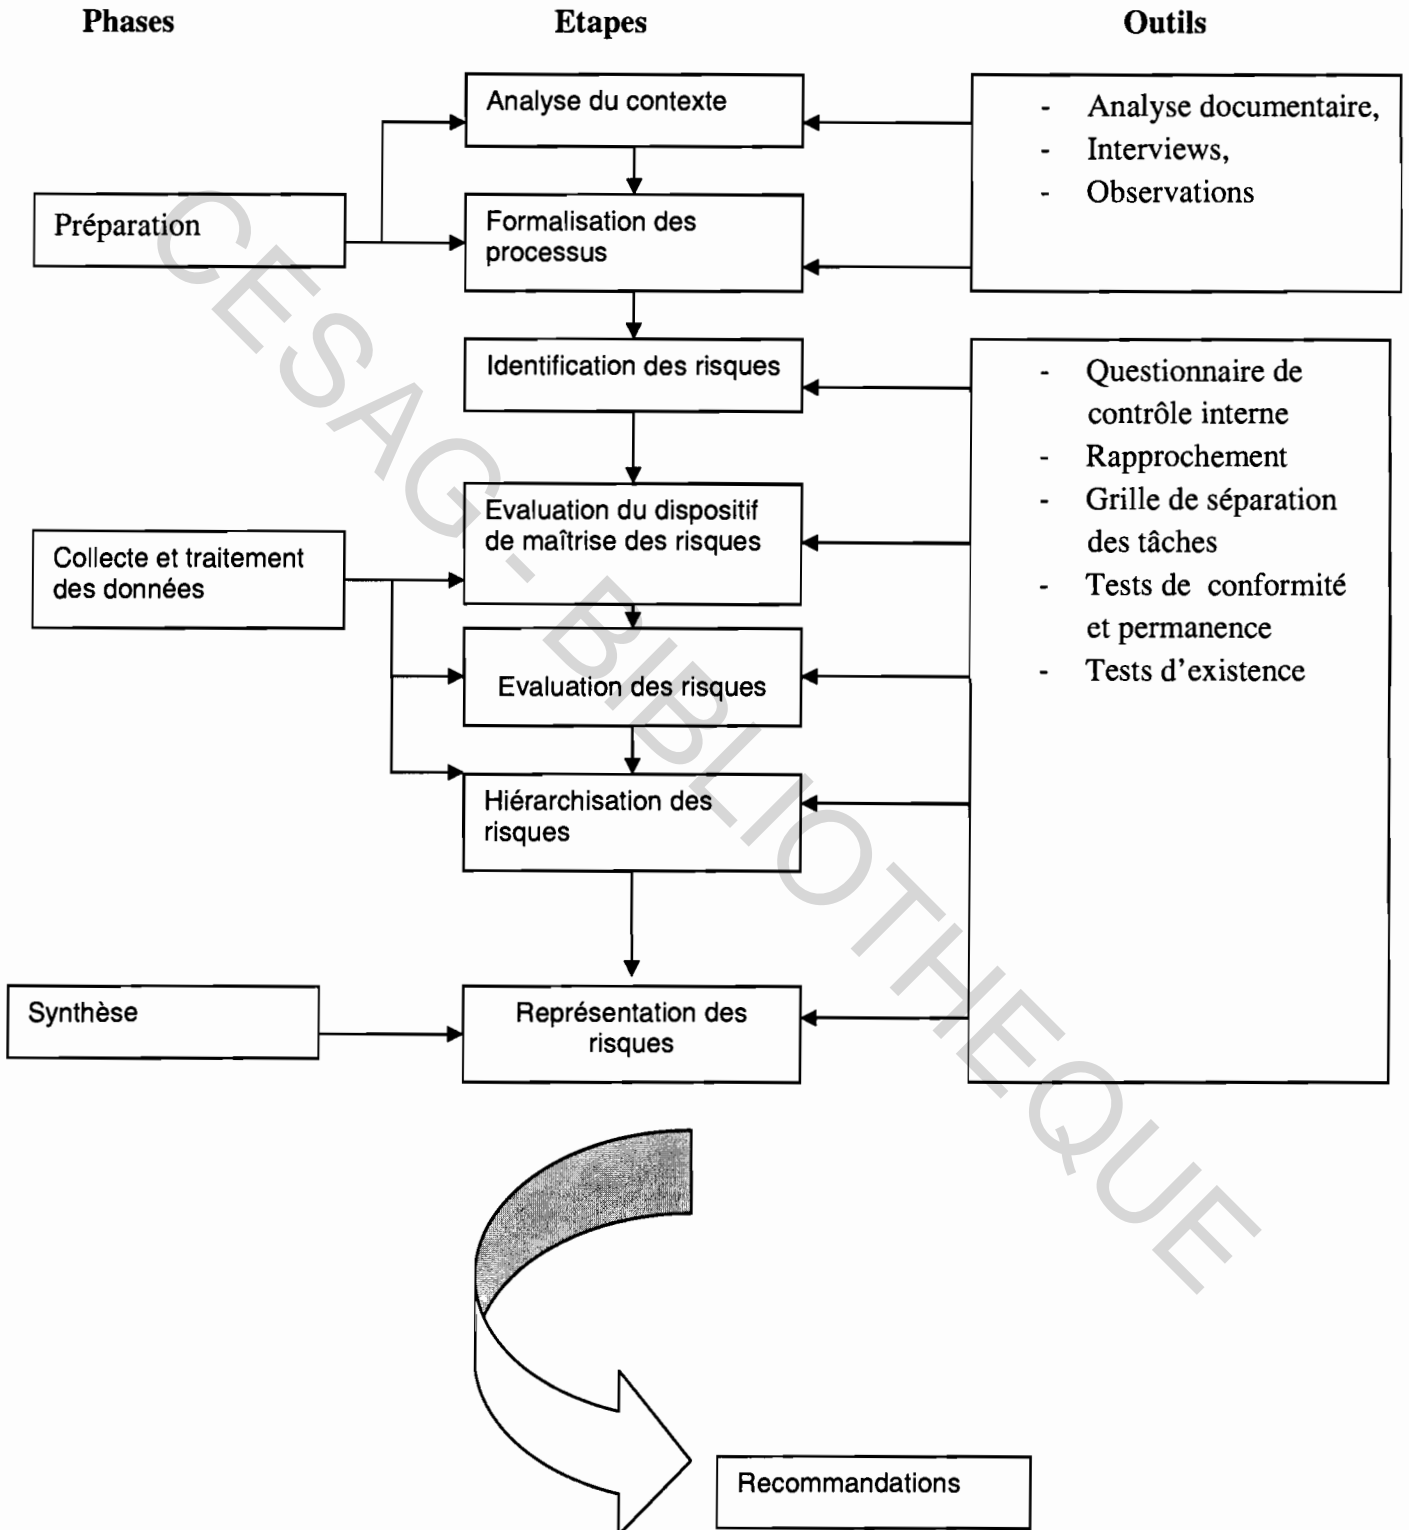 Phases
Etapes
Outils
Analyse du contexte
- Analyse documentaire,
- Interviews,
- Observations
Préparation
Formalisation des
processus
Identification des risques
- Questionnaire de
contrôle interne
- Rapprochement
- Grille de séparation
des tâches
- Tests de conformité
et permanence
- Tests d'existence
Collecte et traitement
des données
Evaluation du dispositif
de maîtrise des risques
Evaluation des risques
Hiérarchisation des
risques
Synthèse
Représentation des
risques
Recommandations
CESAG - BIBLIOTHEQUE